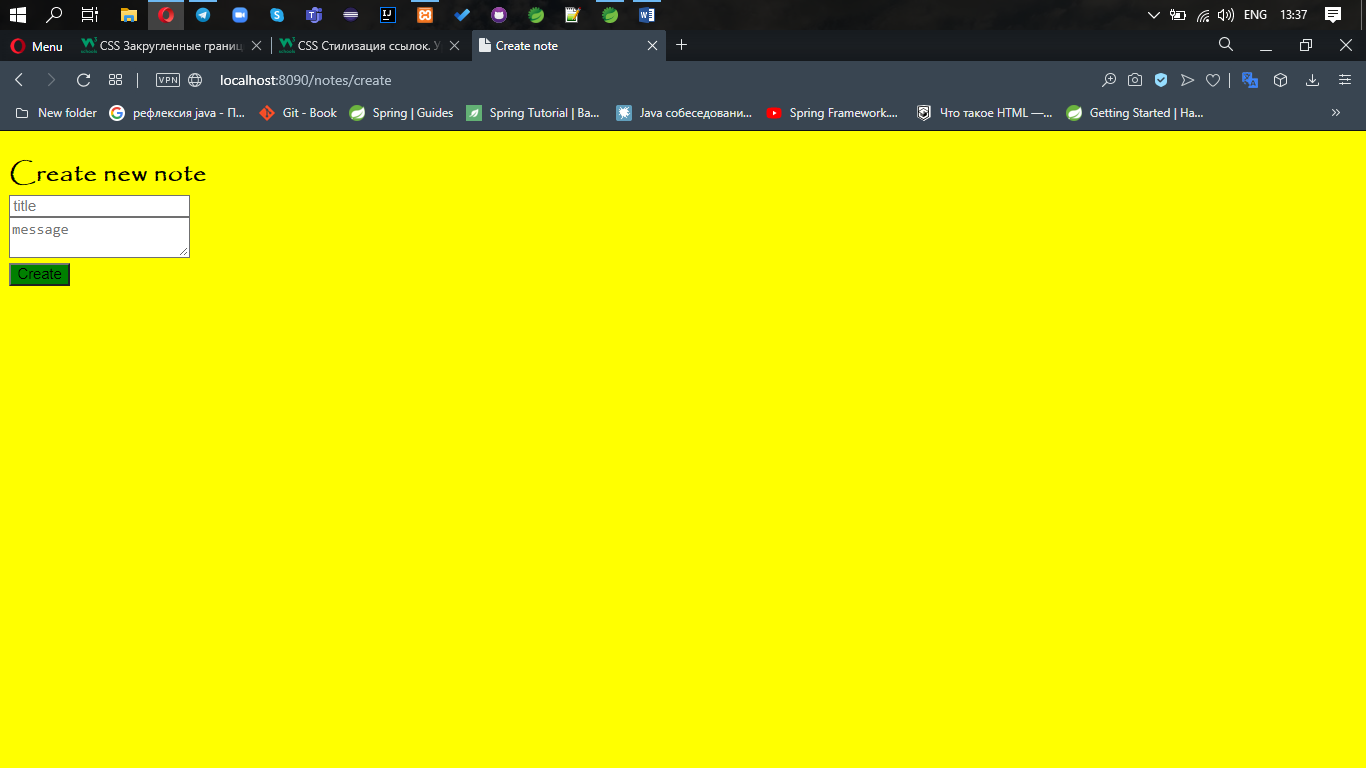 ENG 13:37
Menu CSS Закругленные границ CSS Стилизация ссылок. У Create note
VPN localhost:8090/notes/create
New folder рефлексия java - П... Git - Book Spring | Guides Spring Tutorial | Ba... Java собеседовани... Spring Framework.... Что такое HTML —... Getting Started | Ha...
Create new note
title
message
Create